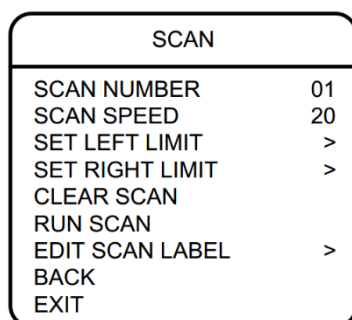 SCAN
SCAN NUMBER 01
SCAN SPEED 20
SET LEFT LIMIT >
SET RIGHT LIMIT >
CLEAR SCAN
RUN SCAN
EDIT SCAN LABEL >
BACK
EXIT